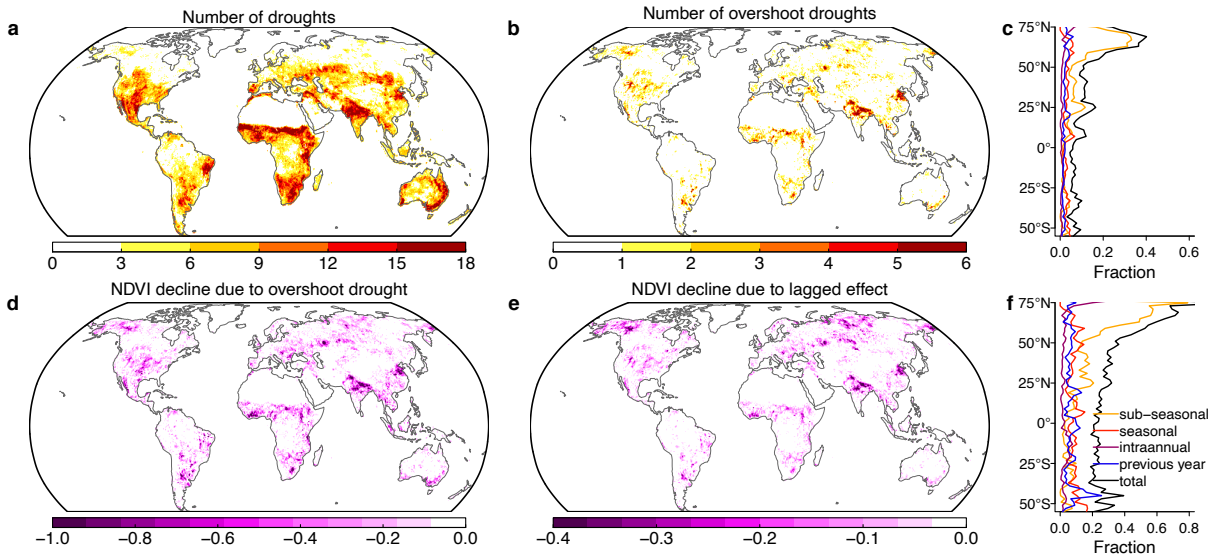 a
Number of droughts
0 3 6 9 12 15 18
b
Number of overshoot droughts
0 1 2 3 4 5 6
c
75°N
50°N
25°N
0°
25°S
50°S
0.0 0.2 0.4 0.6
Fraction
d
NDVI decline due to overshoot drought
−1.0 −0.8 −0.6 −0.4 −0.2 0.0
e
NDVI decline due to lagged effect
−0.4 −0.3 −0.2 −0.1 0.0
f
75°N
50°N
25°N
0°
25°S
50°S
sub−seasonal
seasonal
intraannual
previous year
total
0.0 0.2 0.4 0.6 0.8
Fraction